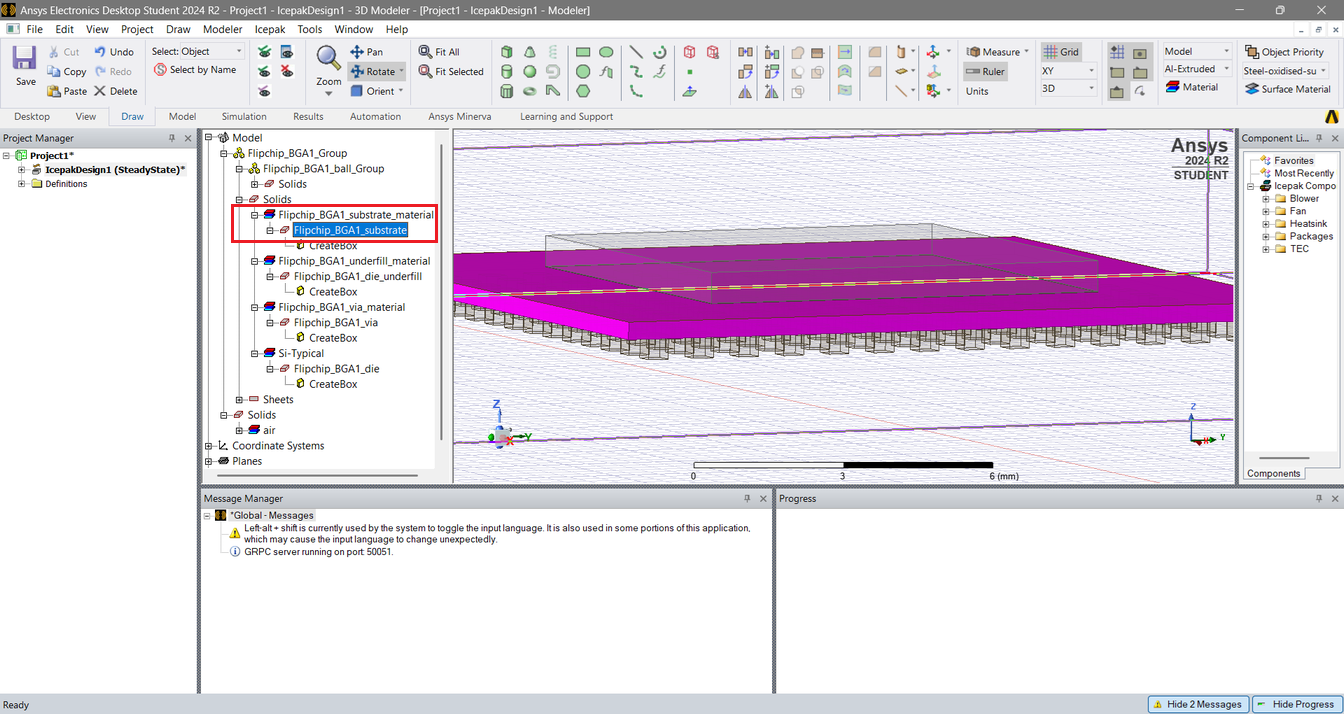 Ansys Electronics Desktop Student 2024 R2 - Project1 - IcepakDesign1 - 3D Modeler - [Project1 - IcepakDesign1 - Modeler]
File Edit View Project Draw Modeler Icepak Tools Window Help
Save
Cut
Copy
Paste
Undo
Redo
Delete
Select: Object
Select by Name
Zoom
Pan
Rotate
Orient
Fit All
Fit Selected
Measure
Ruler
Units
Grid
XY
3D
Model
Al-Extruded
Material
Object Priority
Steel-oxidised-su
Surface Material
Desktop View Draw Model Simulation Results Automation Ansys Minerva Learning and Support
Project Manager
Project1*
IcepakDesign1 (SteadyState)*
Definitions
Model
Flipchip_BGA1_Group
Flipchip_BGA1_ball_Group
Solids
Solids
Flipchip_BGA1_substrate_material
Flipchip_BGA1_substrate
CreateBox
Flipchip_BGA1_underfill_material
Flipchip_BGA1_die_underfill
CreateBox
Flipchip_BGA1_via_material
Flipchip_BGA1_via
CreateBox
Si-Typical
Flipchip_BGA1_die
CreateBox
Sheets
Solids
air
Coordinate Systems
Planes
Ansys
2024 R2
STUDENT
Z
Y
X
Z
Y
X
0 3 6 (mm)
Component Li...
Favorites
Most Recently
Icepak Compo
Blower
Fan
Heatsink
Packages
TEC
Components
Message Manager
*Global - Messages
Left-alt + shift is currently used by the system to toggle the input language. It is also used in some portions of this application,
which may cause the input language to change unexpectedly.
GRPC server running on port: 50051.
Progress
Ready
Hide 2 Messages
Hide Progress